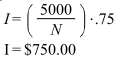 I = (5000/N) · .75
I = $750.00